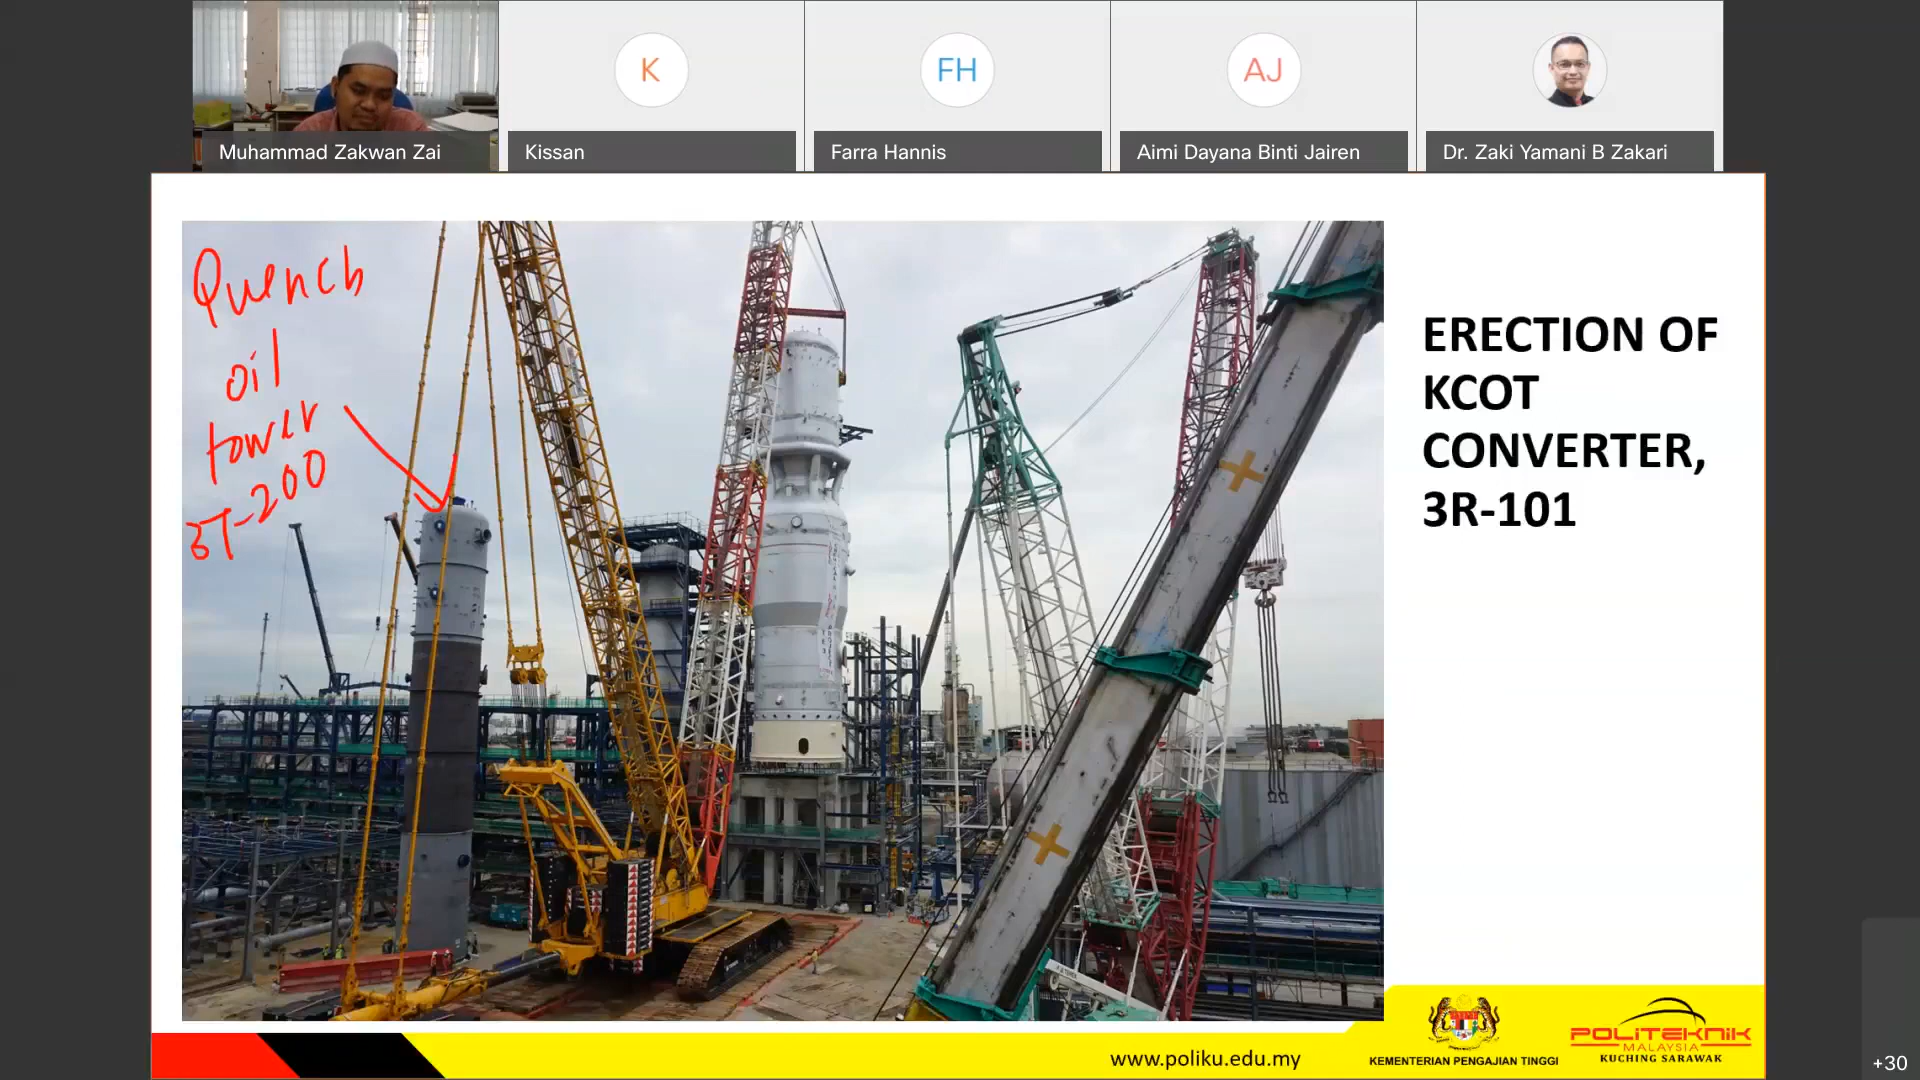 K
FH
AJ
Muhammad Zakwan Zai
Kissan
Farra Hannis
Aimi Dayana Binti Jairen
Dr. Zaki Yamani B Zakari
Quench
oil
tower
3T-200
ERECTION OF
KCOT
CONVERTER,
3R-101
www.poliku.edu.my
KEMENTERIAN PENGAJIAN TINGGI
POLITEKNIK
MALAYSIA
KUCHING SARAWAK
+30